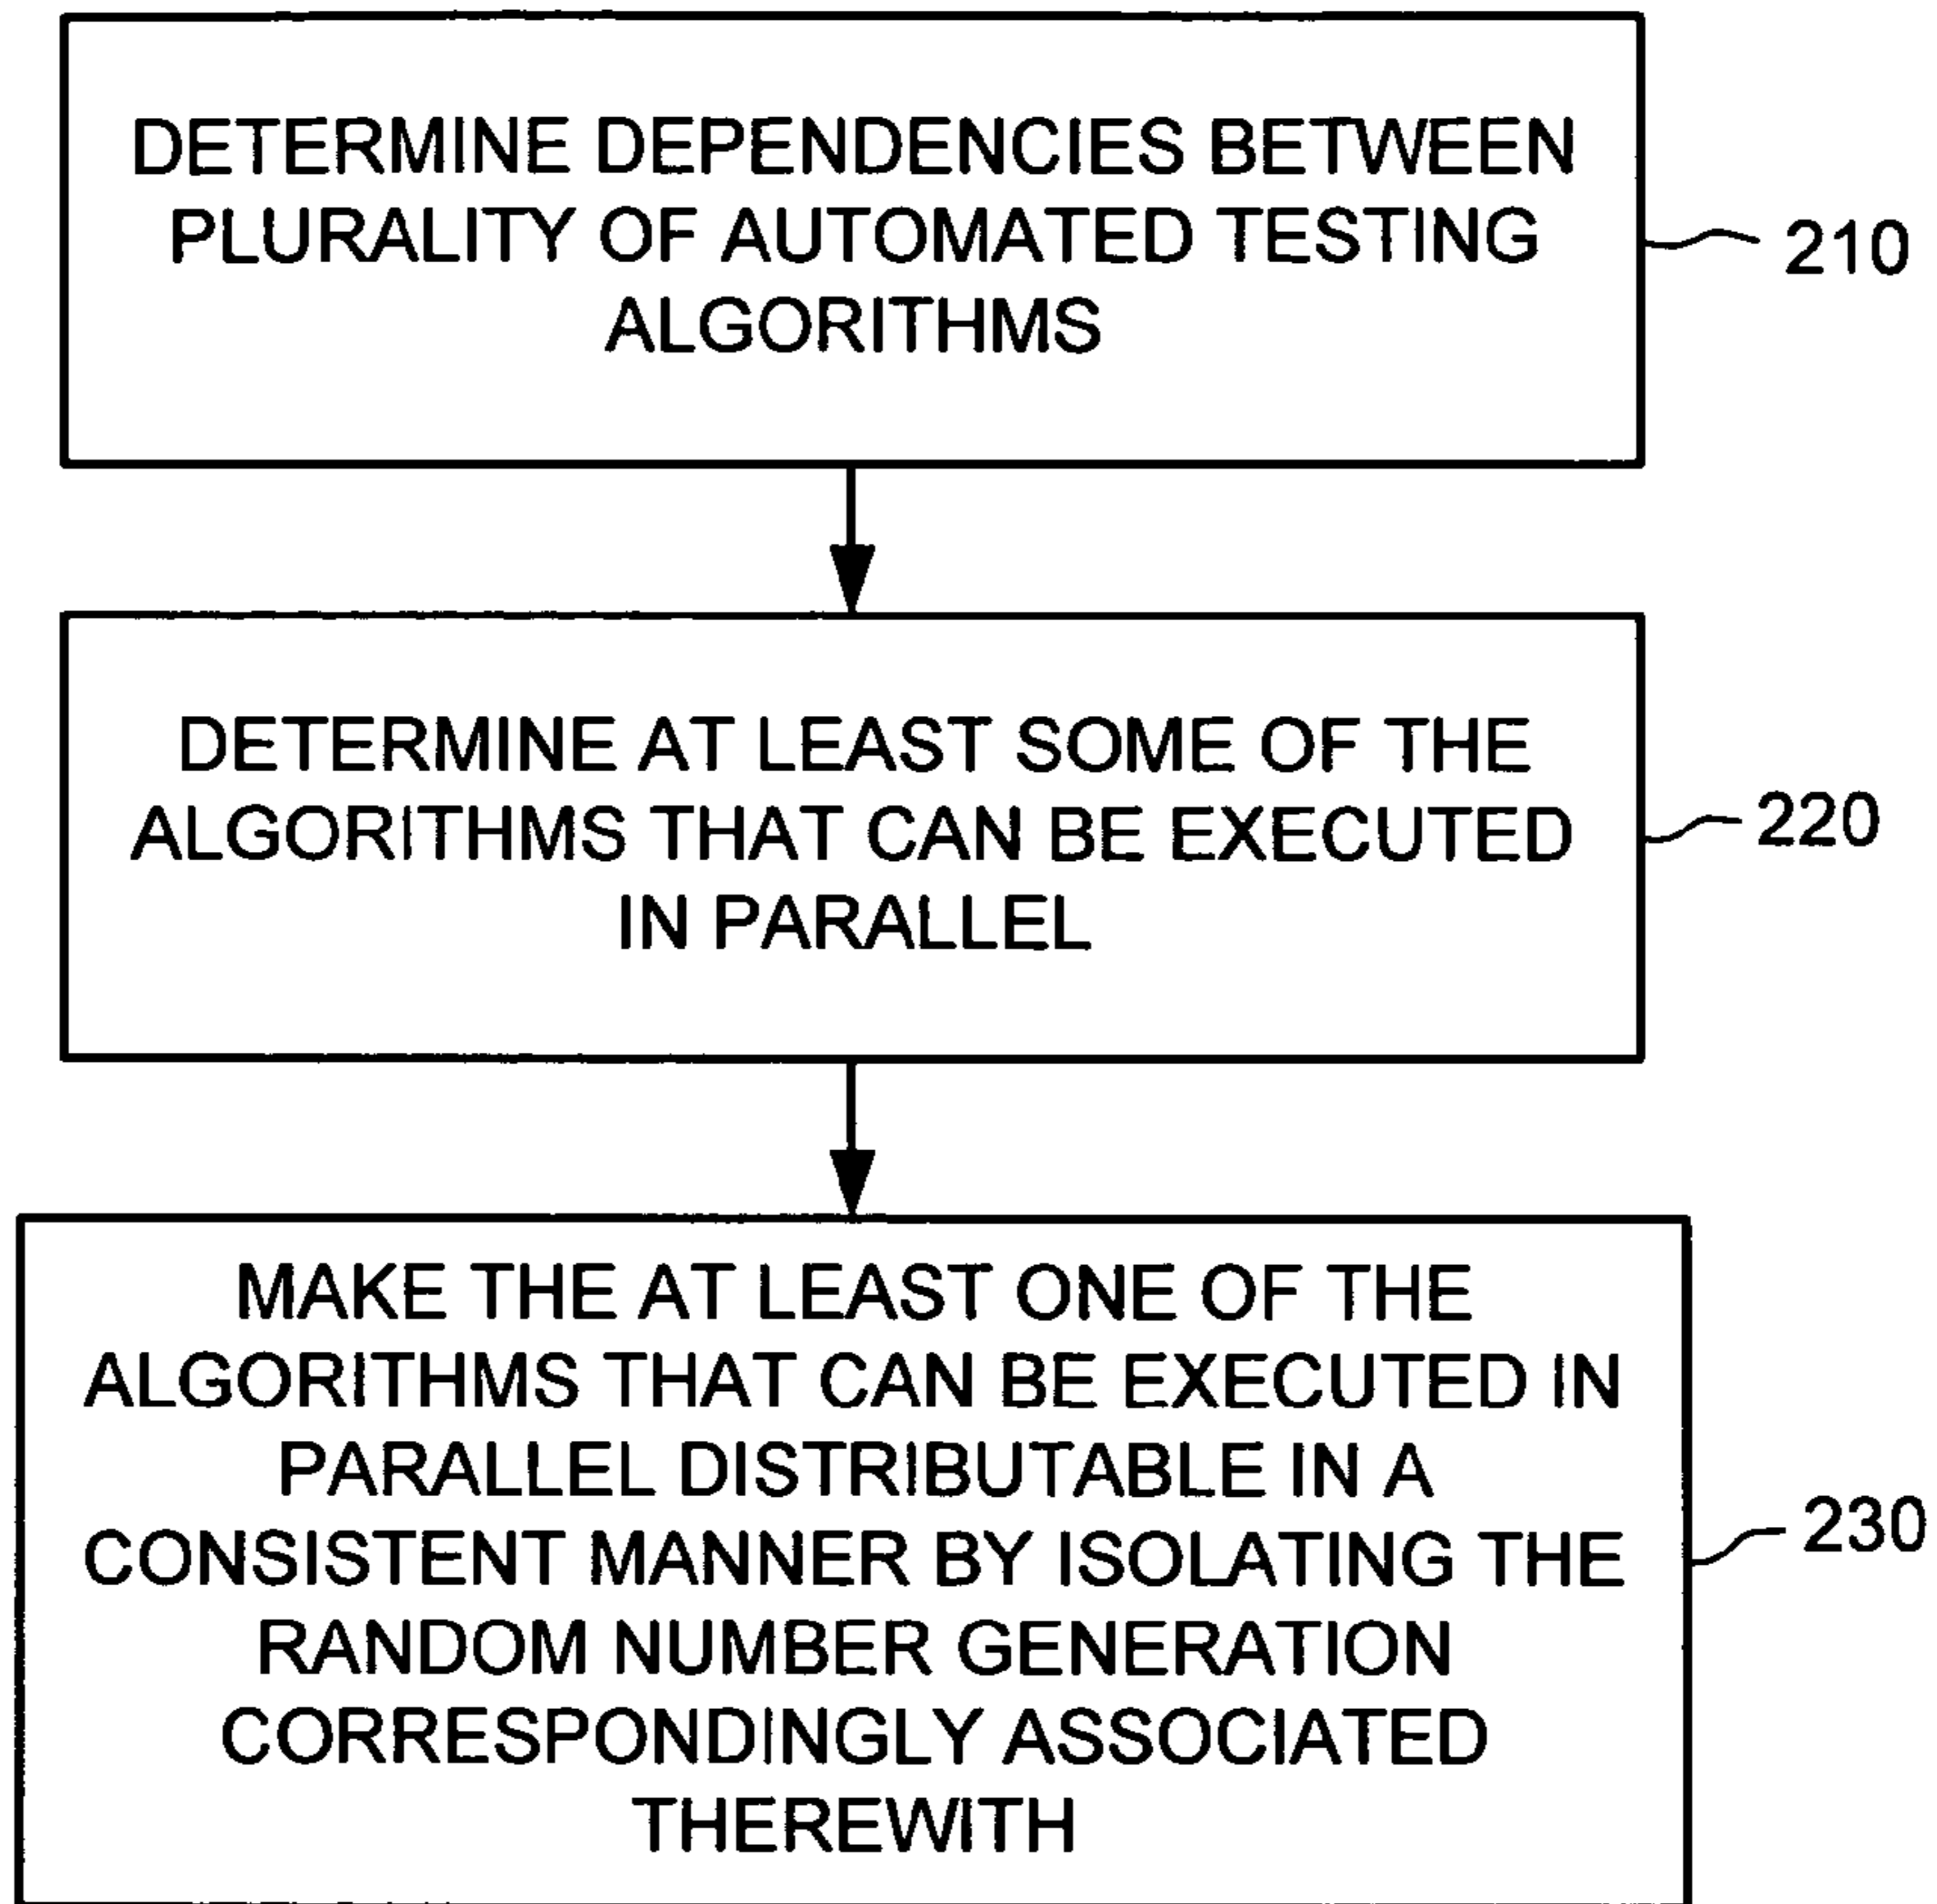 DETERMINE DEPENDENCIES BETWEEN
PLURALITY OF AUTOMATED TESTING
ALGORITHMS
210
DETERMINE AT LEAST SOME OF THE
ALGORITHMS THAT CAN BE EXECUTED
IN PARALLEL
220
MAKE THE AT LEAST ONE OF THE
ALGORITHMS THAT CAN BE EXECUTED IN
PARALLEL DISTRIBUTABLE IN A
CONSISTENT MANNER BY ISOLATING THE
RANDOM NUMBER GENERATION
CORRESPONDINGLY ASSOCIATED
THEREWITH
230